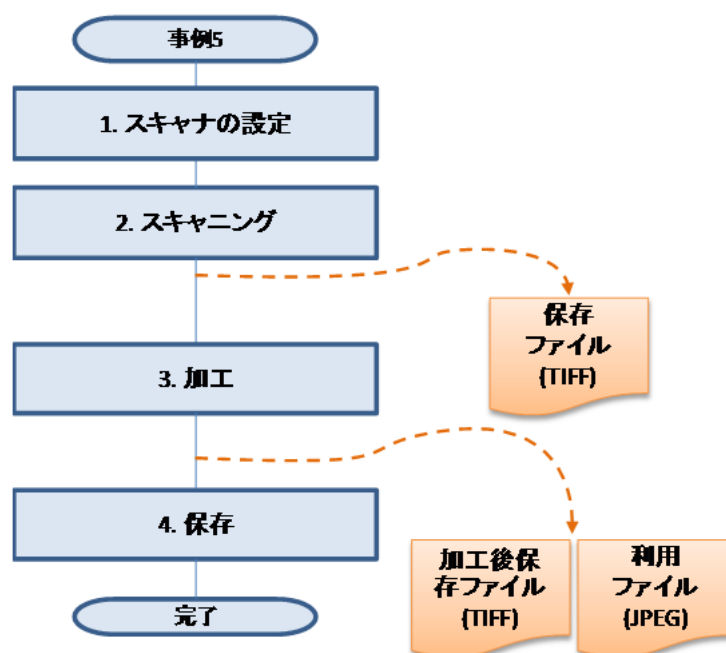 事例5
1. スキャナの設定
2. スキャニング
保存
ファイル
(TIFF)
3. 加工
4. 保存
加工後保
存ファイル
(TIFF)
利用
ファイル
(JPEG)
完了